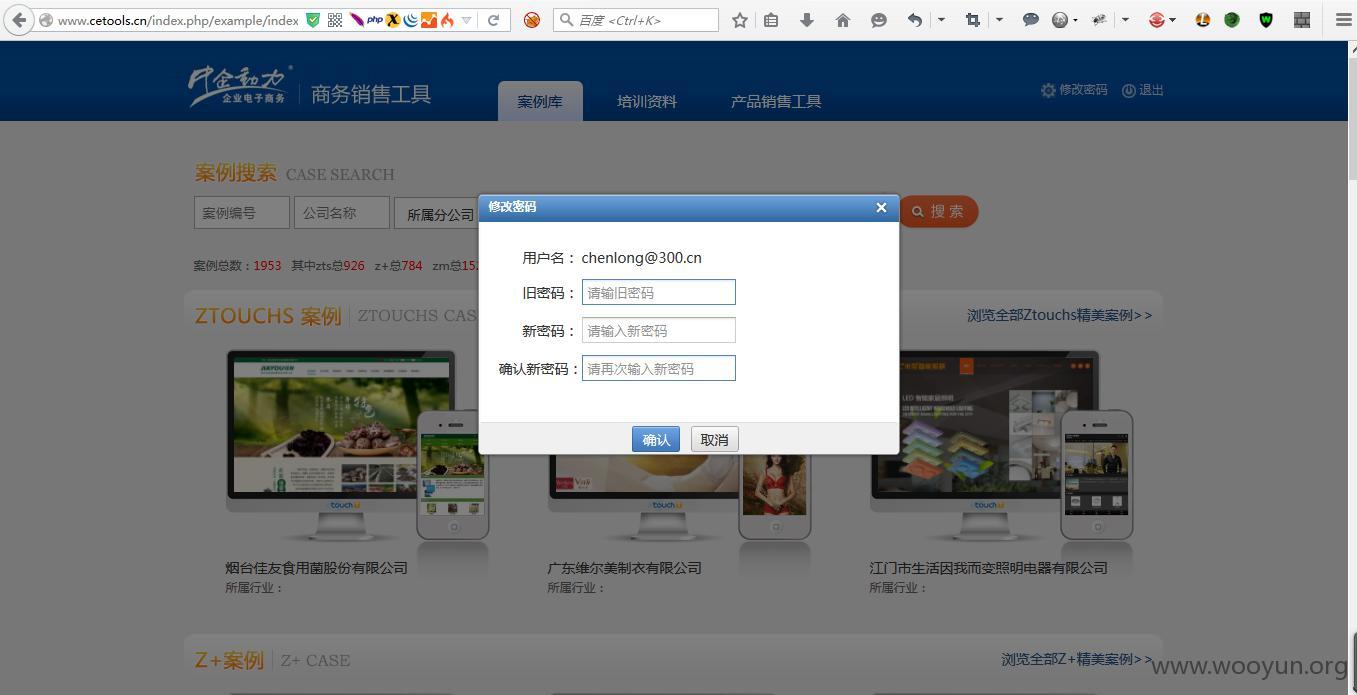 www.cetools.cn/index.php/example/index
php
百度 <Ctrl+K>
中企动力
企业电子商务
商务销售工具
案例库
培训资料
产品销售工具
修改密码
退出
案例搜索 CASE SEARCH
案例编号
公司名称
所属分公司
搜 索
案例总数：1953 其中zts总926 z+总784 zm总15
修改密码
用户名： chenlong@300.cn
旧密码： 请输旧密码
新密码： 请输入新密码
确认新密码： 请再次输入新密码
确认 取消
ZTOUCHS 案例 ZTOUCHS CAS
浏览全部Ztouchs精美案例>>
烟台佳友食用菌股份有限公司
所属行业：
广东维尔美制衣有限公司
所属行业：
江门市生活因我而变照明电器有限公司
所属行业：
Z+案例 Z+ CASE
浏览全部Z+精美案例>>
www.wooyun.org